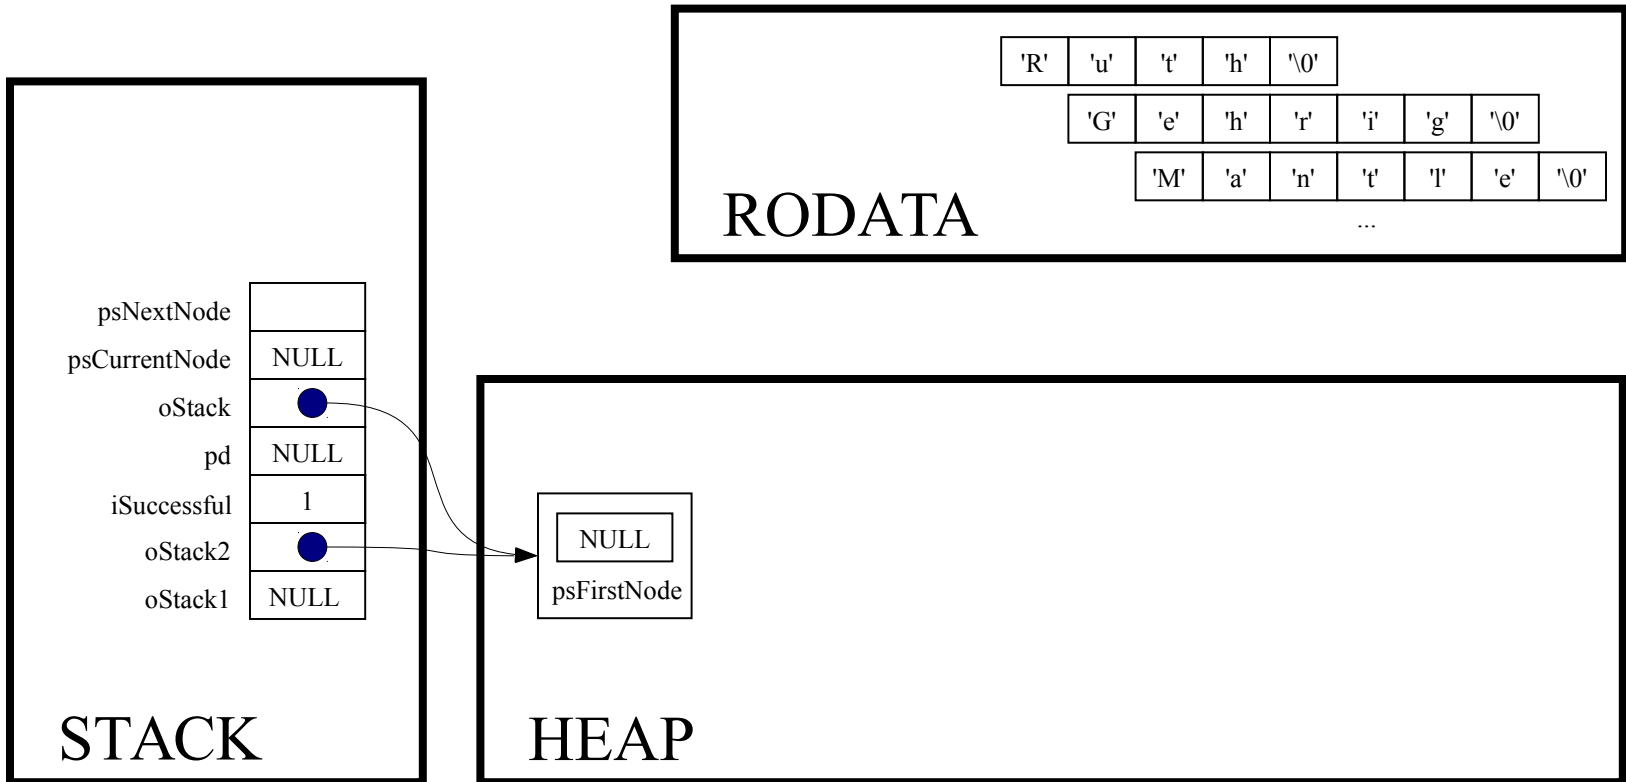 'R' 'u' 't' 'h' '\0'
'G' 'e' 'h' 'r' 'i' 'g' '\0'
'M' 'a' 'n' 't' 'l' 'e' '\0'
...
RODATA
psNextNode
psCurrentNode NULL
oStack
pd NULL
iSuccessful 1
oStack2
oStack1 NULL
STACK
NULL
psFirstNode
HEAP